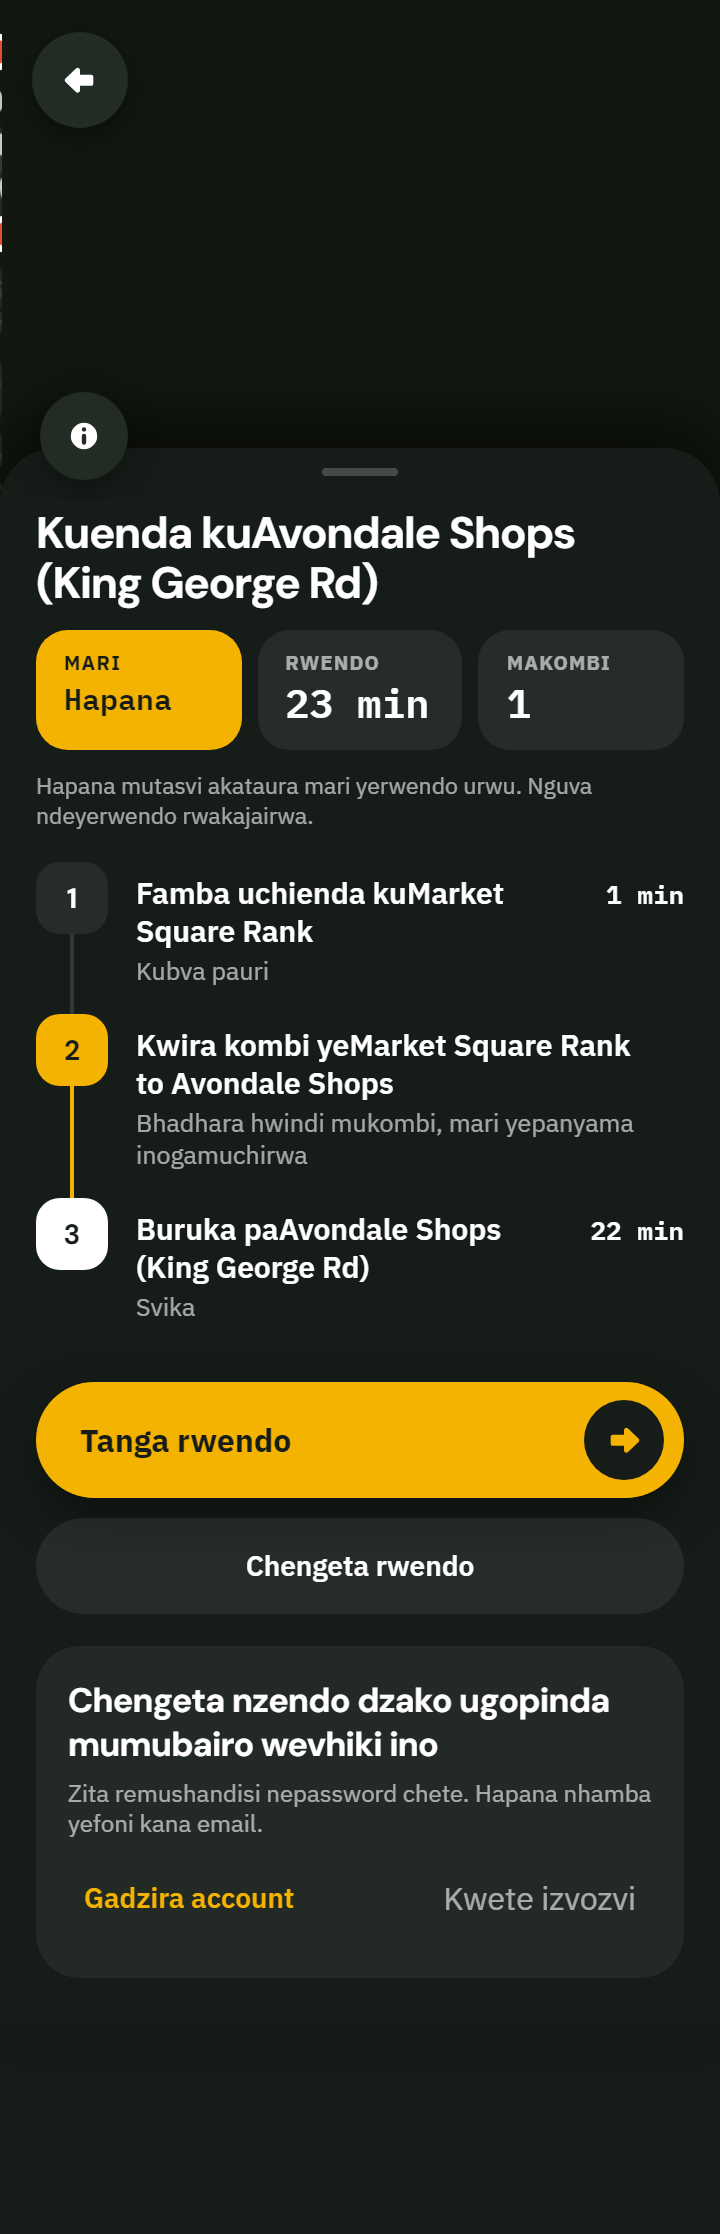 Kuenda kuAvondale Shops
(King George Rd)
MARI
Hapana
RWENDO
23 min
MAKOMBI
1
Hapana mutasvi akataura mari yerwendo urwu. Nguva
ndeyerwendo rwakajairwa.
1
Famba uchienda kuMarket
Square Rank
1 min
Kubva pauri
2
Kwira kombi yeMarket Square Rank
to Avondale Shops
Bhadhara hwindi mukombi, mari yepanyama
inogamuchirwa
3
Buruka paAvondale Shops
(King George Rd)
22 min
Svika
Tanga rwendo
Chengeta rwendo
Chengeta nzendo dzako ugopinda
mumubairo wevhiki ino
Zita remushandisi nepassword chete. Hapana nhamba
yefoni kana email.
Gadzira account
Kwete izvozvi